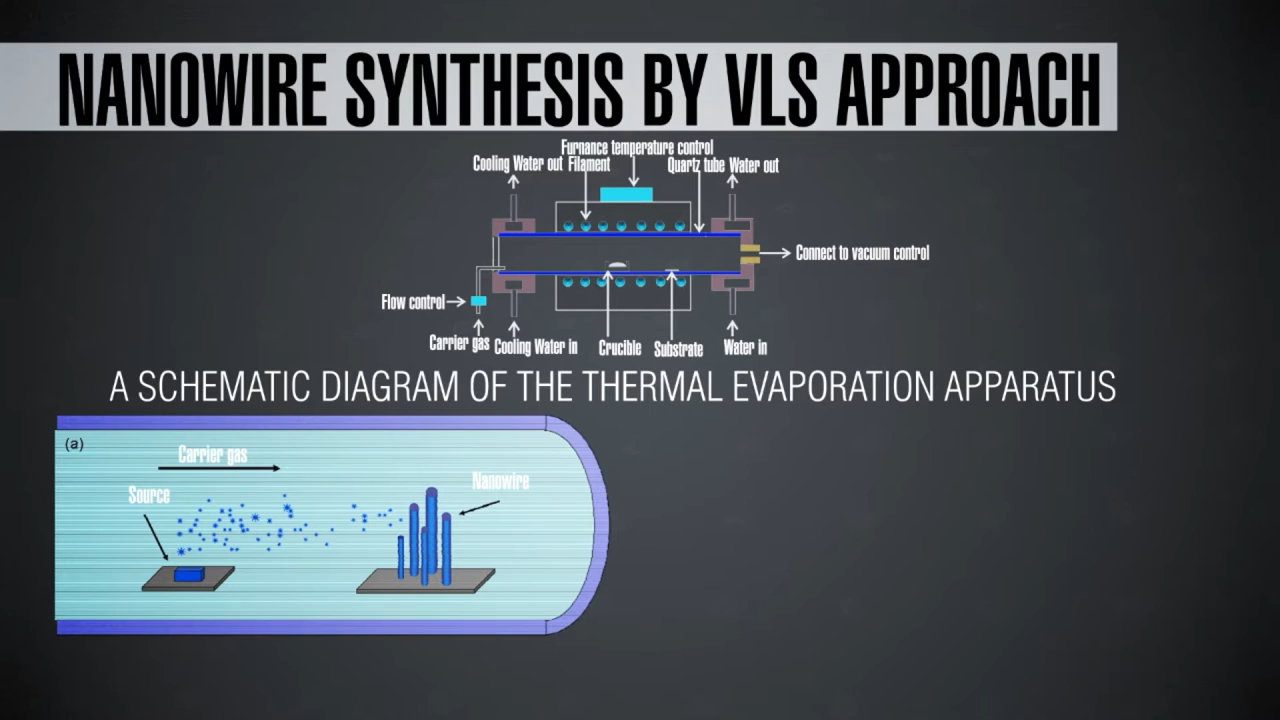 NANOWIRE SYNTHESIS BY VLS APPROACH
Furnance temperature control
Cooling Water out Filament Quartz tube Water out
Connect to vacuum control
Flow control
Carrier gas Cooling Water in Crucible Substrate Water in
A SCHEMATIC DIAGRAM OF THE THERMAL EVAPORATION APPARATUS
(a)
Carrier gas
Source
Nanowire